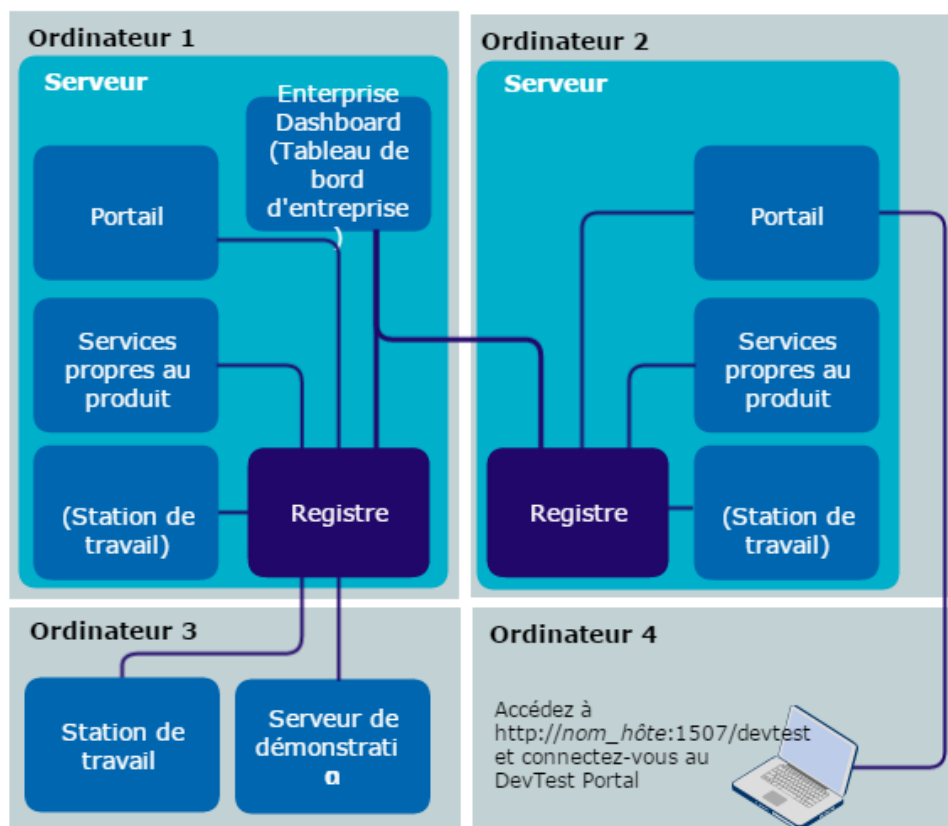 Ordinateur 1
Serveur
Enterprise
Dashboard
(Tableau de
bord
d'entreprise
)
Portail
Services
propres au
produit
(Station de
travail)
Registre
Ordinateur 2
Serveur
Portail
Services
propres au
produit
Registre
(Station de
travail)
Ordinateur 3
Station de
travail
Serveur de
démonstrati
on
Ordinateur 4
Accédez à
http://nom_hôte:1507/devtest
et connectez-vous au
DevTest Portal